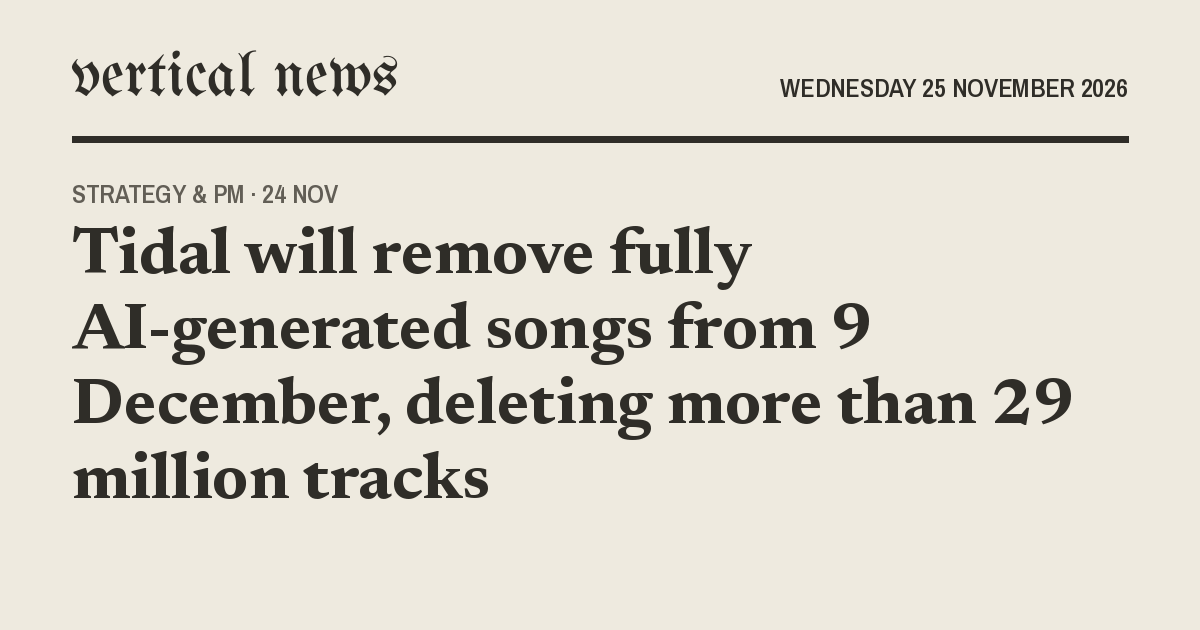 vertical news
WEDNESDAY 25 NOVEMBER 2026
STRATEGY & PM · 24 NOV
Tidal will remove fully
AI-generated songs from 9
December, deleting more than 29
million tracks